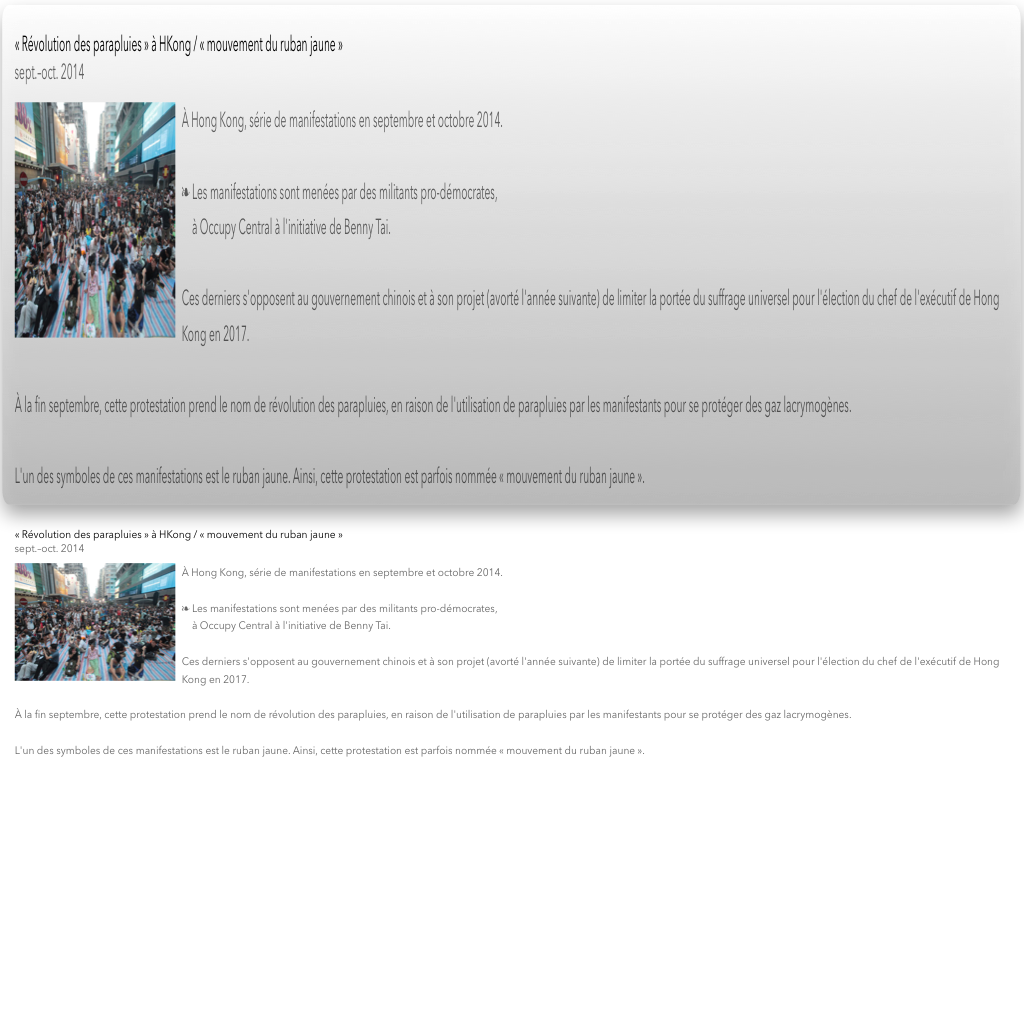 « Révolution des parapluies » à HKong / « mouvement du ruban jaune »
sept.-oct. 2014
À Hong Kong, série de manifestations en septembre et octobre 2014.
❧ Les manifestations sont menées par des militants pro-démocrates,
à Occupy Central à l'initiative de Benny Tai.
Ces derniers s'opposent au gouvernement chinois et à son projet (avorté l'année suivante) de limiter la portée du suffrage universel pour l'élection du chef de l'exécutif de Hong
Kong en 2017.
À la fin septembre, cette protestation prend le nom de révolution des parapluies, en raison de l'utilisation de parapluies par les manifestants pour se protéger des gaz lacrymogènes.
L'un des symboles de ces manifestations est le ruban jaune. Ainsi, cette protestation est parfois nommée « mouvement du ruban jaune ».
« Révolution des parapluies » à HKong / « mouvement du ruban jaune »
sept.-oct. 2014
À Hong Kong, série de manifestations en septembre et octobre 2014.
❧ Les manifestations sont menées par des militants pro-démocrates,
à Occupy Central à l'initiative de Benny Tai.
Ces derniers s'opposent au gouvernement chinois et à son projet (avorté l'année suivante) de limiter la portée du suffrage universel pour l'élection du chef de l'exécutif de Hong
Kong en 2017.
À la fin septembre, cette protestation prend le nom de révolution des parapluies, en raison de l'utilisation de parapluies par les manifestants pour se protéger des gaz lacrymogènes.
L'un des symboles de ces manifestations est le ruban jaune. Ainsi, cette protestation est parfois nommée « mouvement du ruban jaune ».